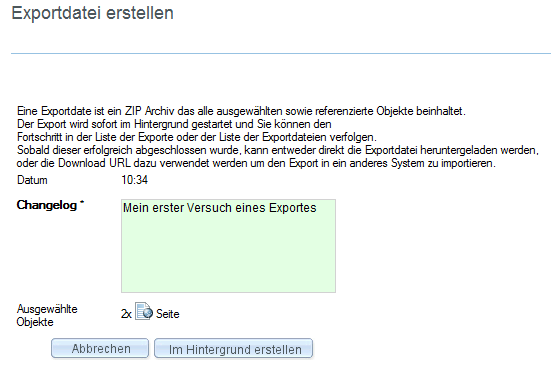 Exportdatei erstellen
Eine Exportdate ist ein ZIP Archiv das alle ausgewählten sowie referenzierte Objekte beinhaltet.
Der Export wird sofort im Hintergrund gestartet und Sie können den
Fortschritt in der Liste der Exporte oder der Liste der Exportdateien verfolgen.
Sobald dieser erfolgreich abgeschlossen wurde, kann entweder direkt die Exportdatei heruntergeladen werden,
oder die Download URL dazu verwendet werden um den Export in ein anderes System zu importieren.
Datum 10:34
Changelog * Mein erster Versuch eines Exportes
Ausgewählte
Objekte 2x Seite
Abbrechen Im Hintergrund erstellen